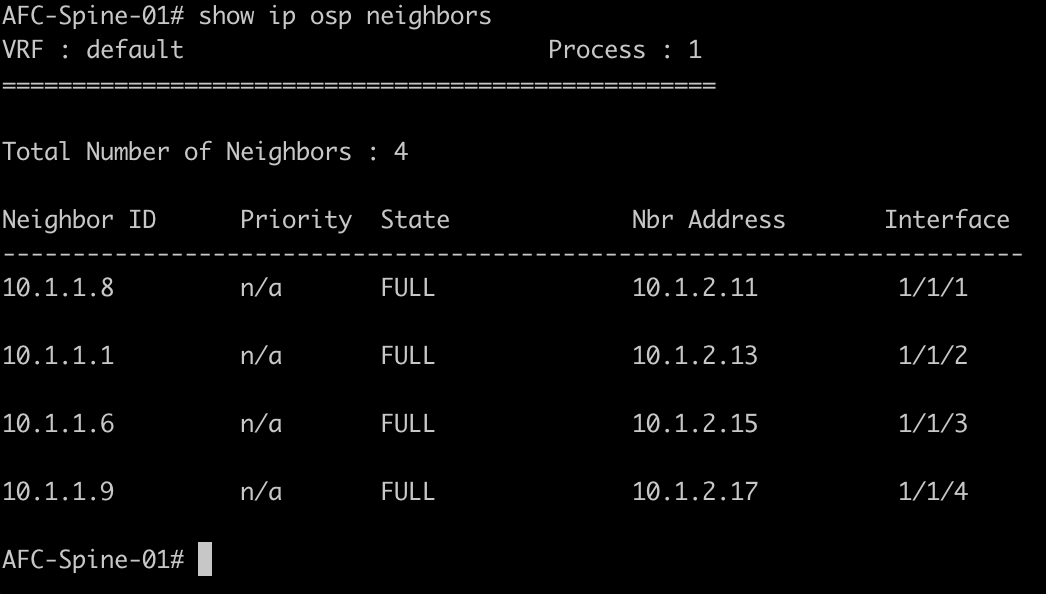 AFC-Spine-01# show ip osp neighbors
VRF : default                          Process : 1
===================================================

Total Number of Neighbors : 4

Neighbor ID      Priority  State             Nbr Address       Interface
-------------------------------------------------------------------------
10.1.1.8         n/a       FULL              10.1.2.11          1/1/1

10.1.1.1         n/a       FULL              10.1.2.13          1/1/2

10.1.1.6         n/a       FULL              10.1.2.15          1/1/3

10.1.1.9         n/a       FULL              10.1.2.17          1/1/4

AFC-Spine-01#